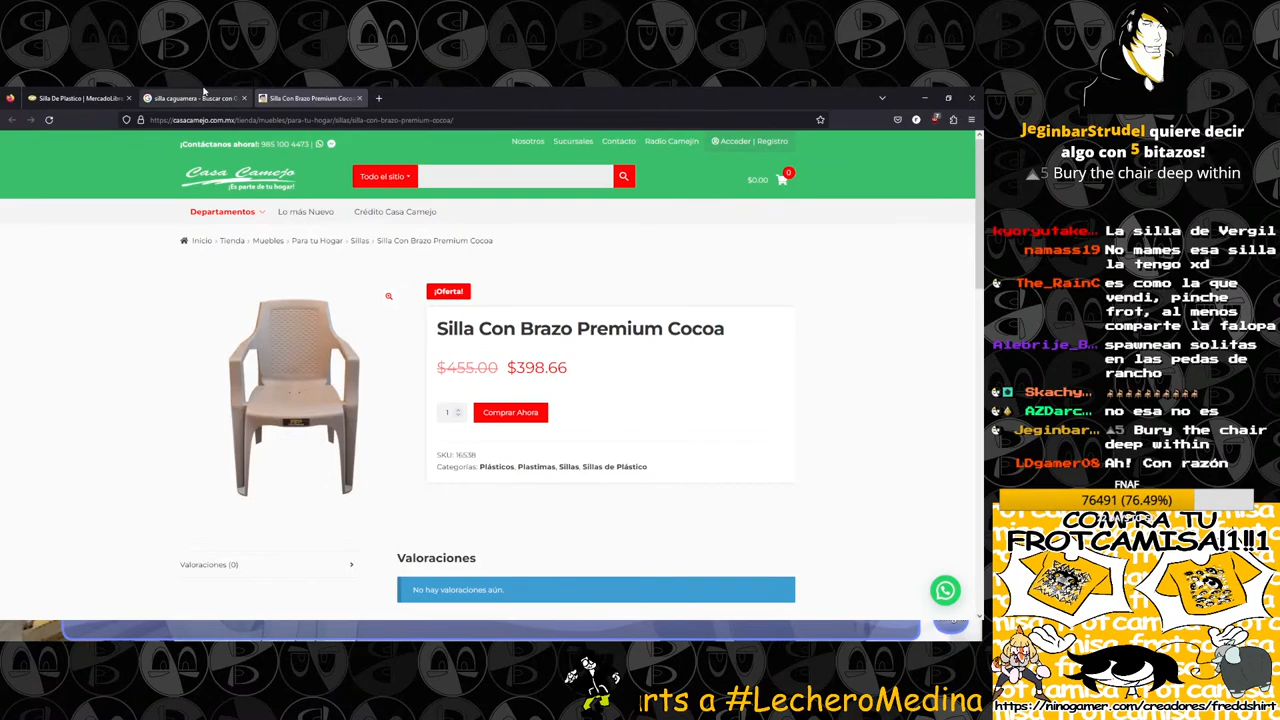 Silla De Plastico | MercadoLibre
silla caguamera - Buscar con G
Silla Con Brazo Premium Cocoa
https://casacamejo.com.mx/tienda/muebles/para-tu-hogar/sillas/silla-con-brazo-premium-cocoa/
¡Contáctanos ahora! 985 100 4473 |
Nosotros Sucursales Contacto Radio Camejin Acceder | Registro
Casa Camejo
¡Es parte de tu hogar!
Todo el sitio
$0.00 0
Departamentos Lo más Nuevo Crédito Casa Camejo
Inicio › Tienda › Muebles › Para tu Hogar › Sillas › Silla Con Brazo Premium Cocoa
¡Oferta!
Silla Con Brazo Premium Cocoa
$455.00 $398.66
1 Comprar Ahora
SKU: 16538
Categorías: Plásticos, Plastimas, Sillas, Sillas de Plástico
Valoraciones (0)
Valoraciones
No hay valoraciones aún.
JeginbarStrudel quiere decir
algo con 5 bitazos!
5 Bury the chair deep within
kyoryutake… La silla de Vergil
namass19 No mames esa silla
la tengo xd
The_RainC es como la que
vendi, pinche
frot, al menos
comparte la falopa
Alebrije_B… spawnean solitas
en las pedas de
rancho
Skachy…
AZDarc… no esa no es
Jeginbar… 5 Bury the chair
deep within
LDgamer08 Ah! Con razón
FNAF
76491 (76.49%)
COMPRA TU
FROTCAMISA!1!!1
https://ninogamer.com/creadores/freddshirt
arts a #LecheroMedina